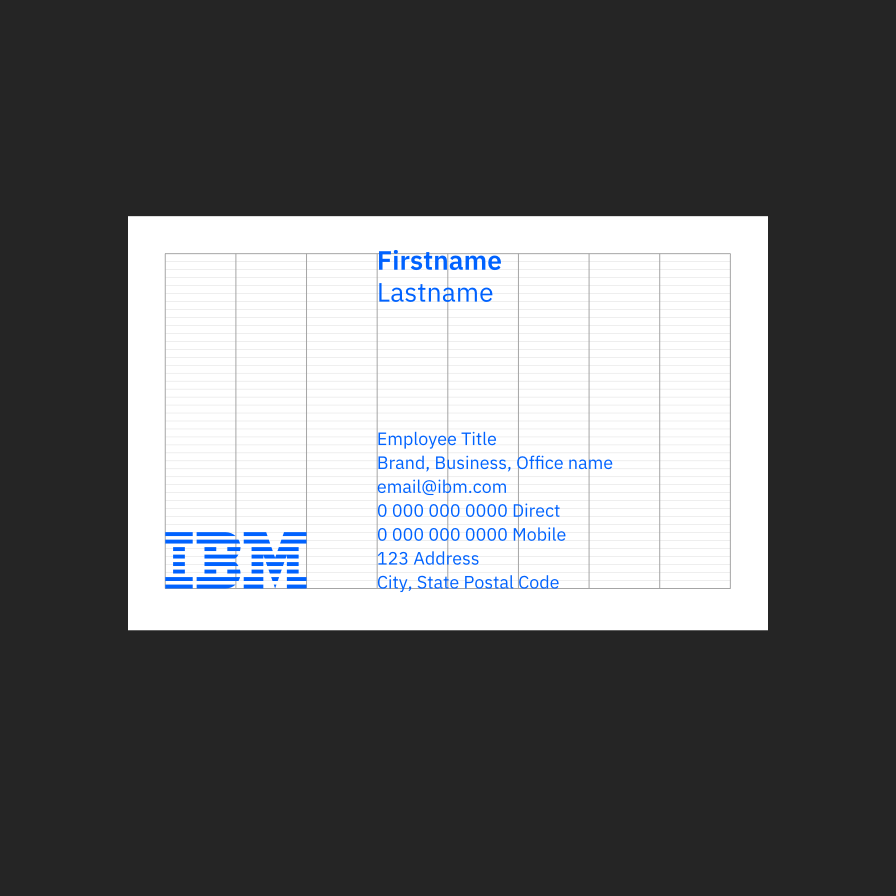 Firstname
Lastname
Employee Title
Brand, Business, Office name
email@ibm.com
0 000 000 0000 Direct
0 000 000 0000 Mobile
123 Address
City, State Postal Code
IBM